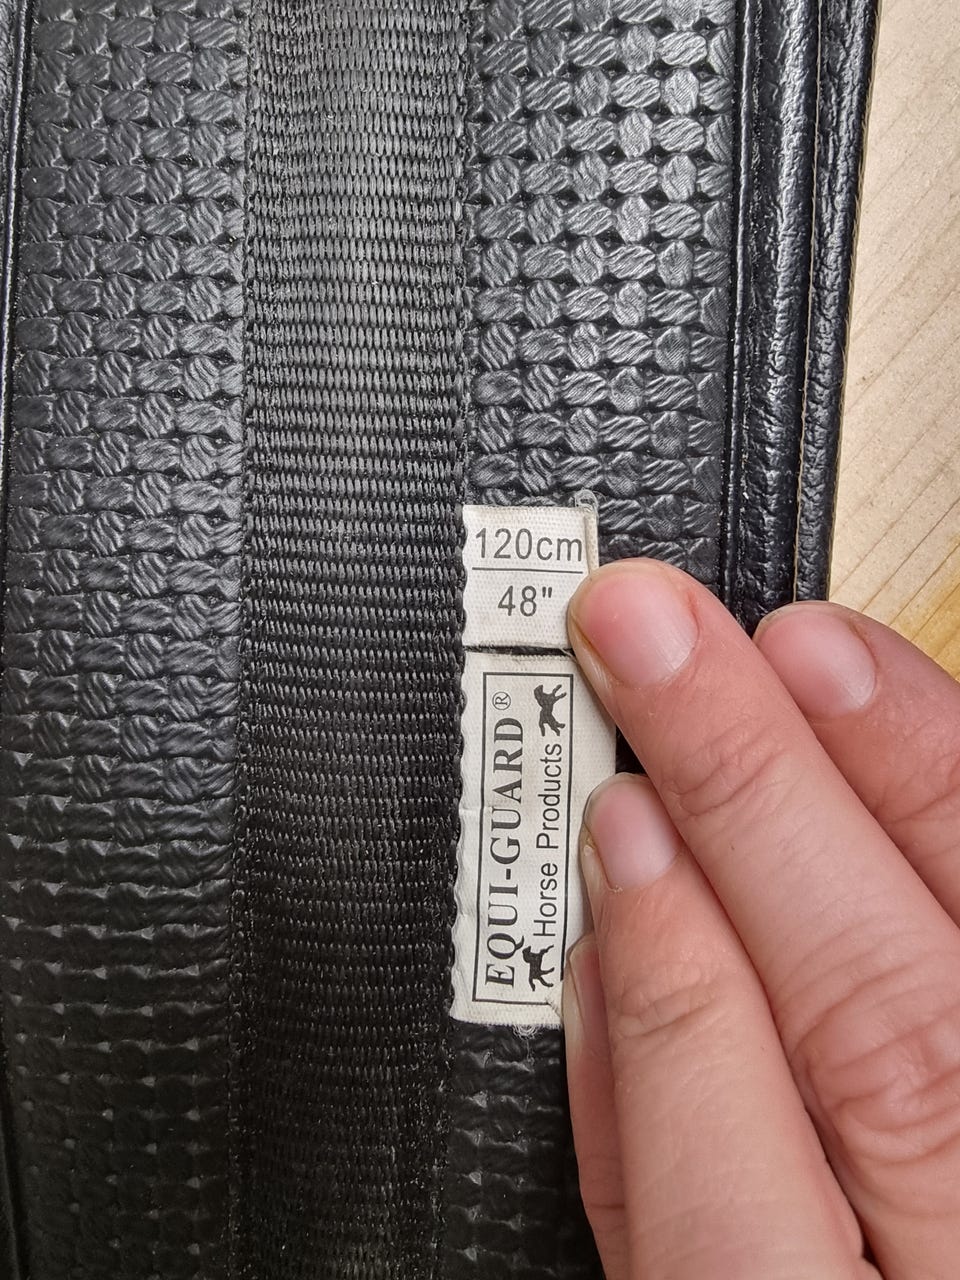 120cm
48"
EQUI-GUARD®
Horse Products